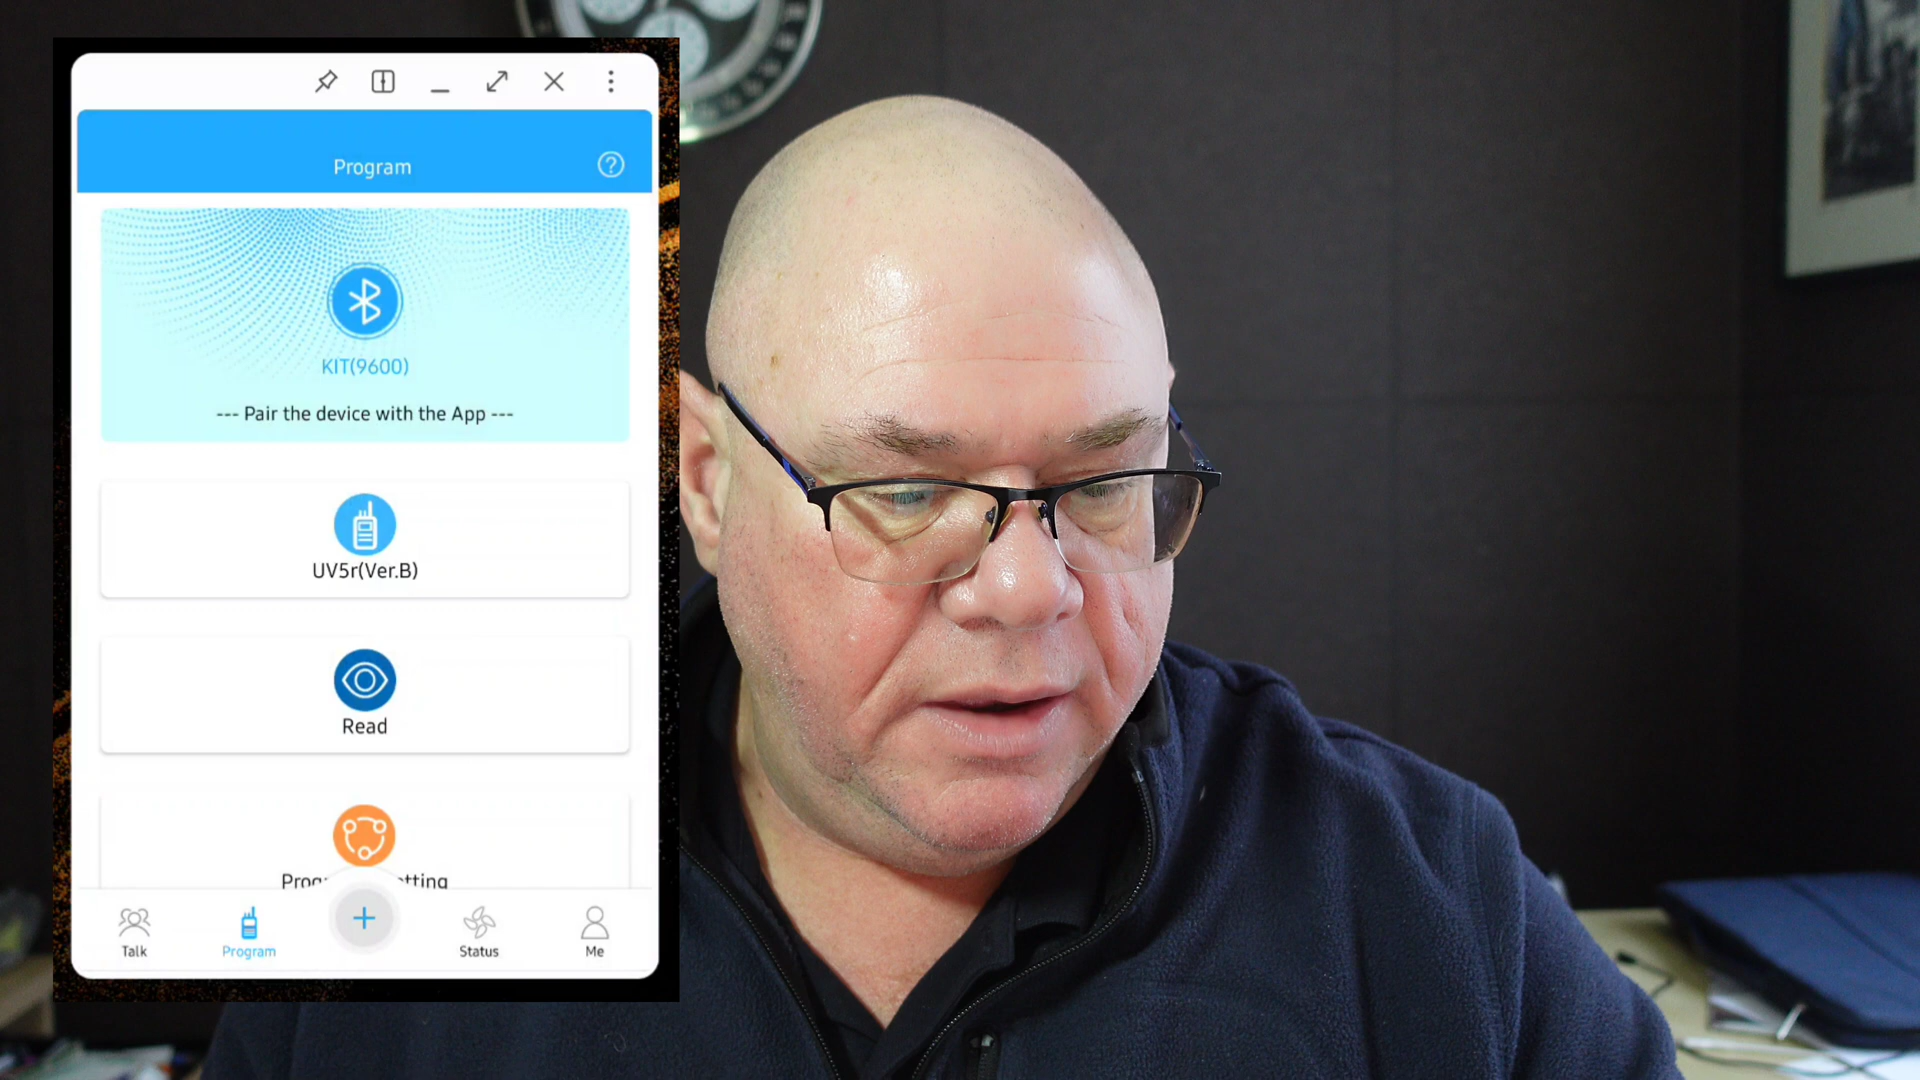 Program
KIT(9600)
--- Pair the device with the App ---
UV5r(Ver.B)
Read
Talk
Program
Status
Me